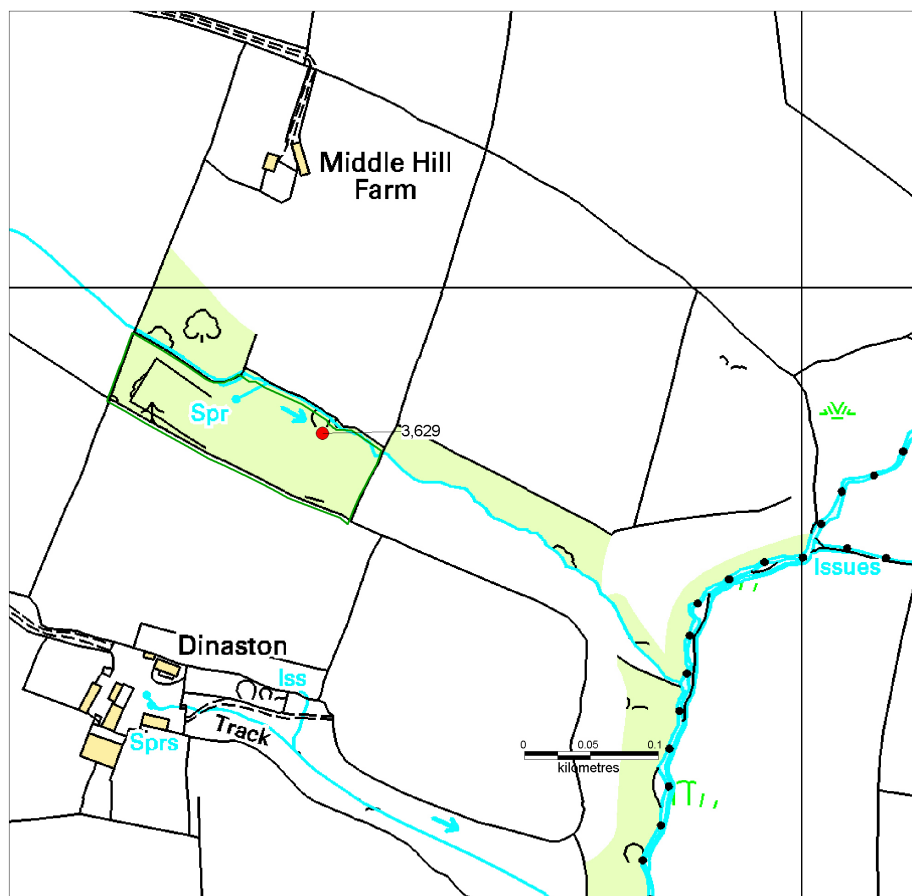 Middle Hill
Farm
Spr
3,629
Issues
Dinaston
Iss
Track
Sprs
0 0.05 0.1
kilometres